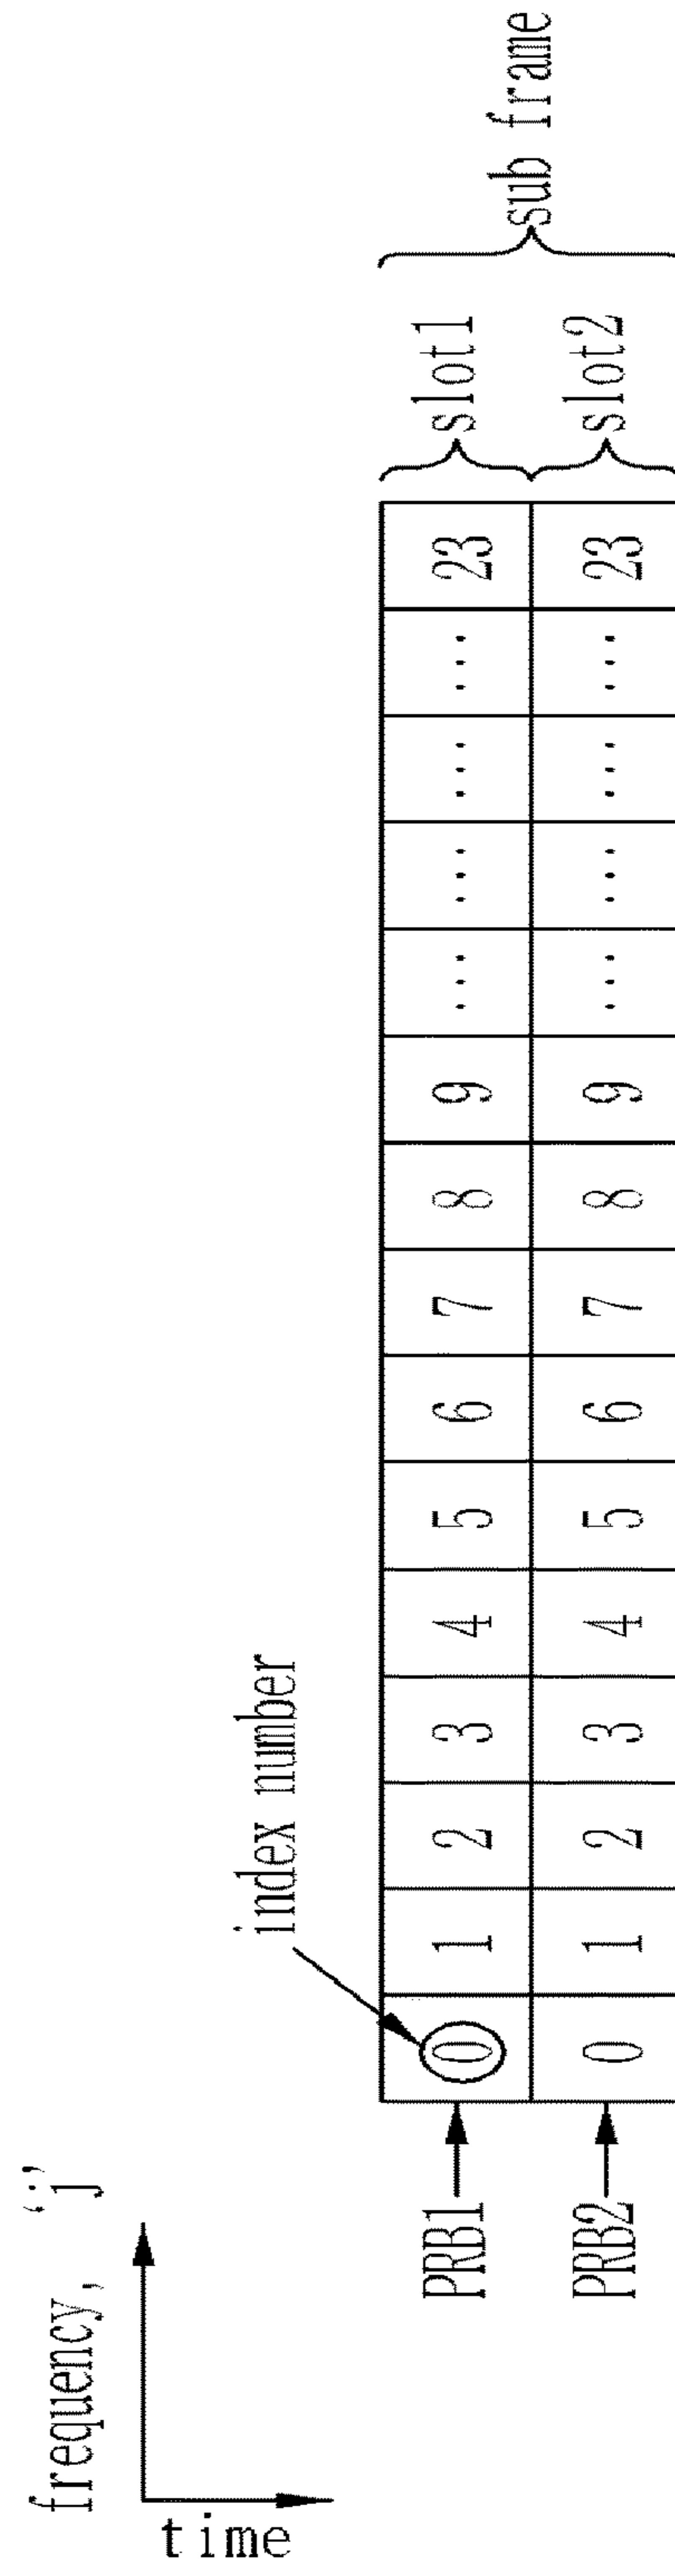 frequency, ‘j’
time
index number
PRB1 0 1 2 3 4 5 6 7 8 9 ... ... ... ... 23 slot1
PRB2 0 1 2 3 4 5 6 7 8 9 ... ... ... ... 23 slot2
sub frame